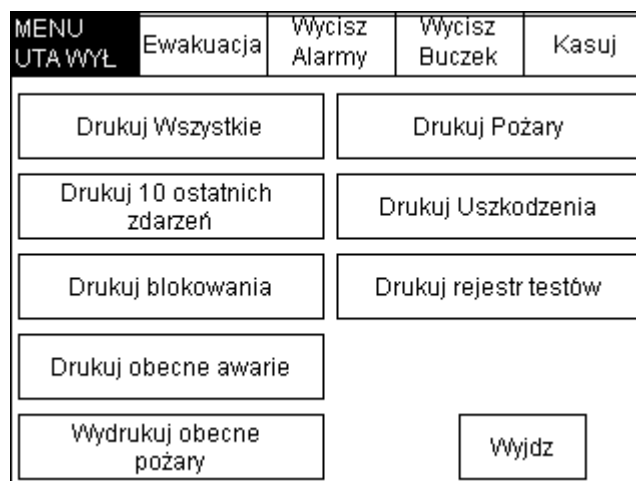 MENU
UTA WYŁ
Ewakuacja
Wycisz
Alarmy
Wycisz
Buczek
Kasuj
Drukuj Wszystkie
Drukuj Pożary
Drukuj 10 ostatnich
zdarzeń
Drukuj Uszkodzenia
Drukuj blokowania
Drukuj rejestr testów
Drukuj obecne awarie
Wydrukuj obecne
pożary
Wyjdz